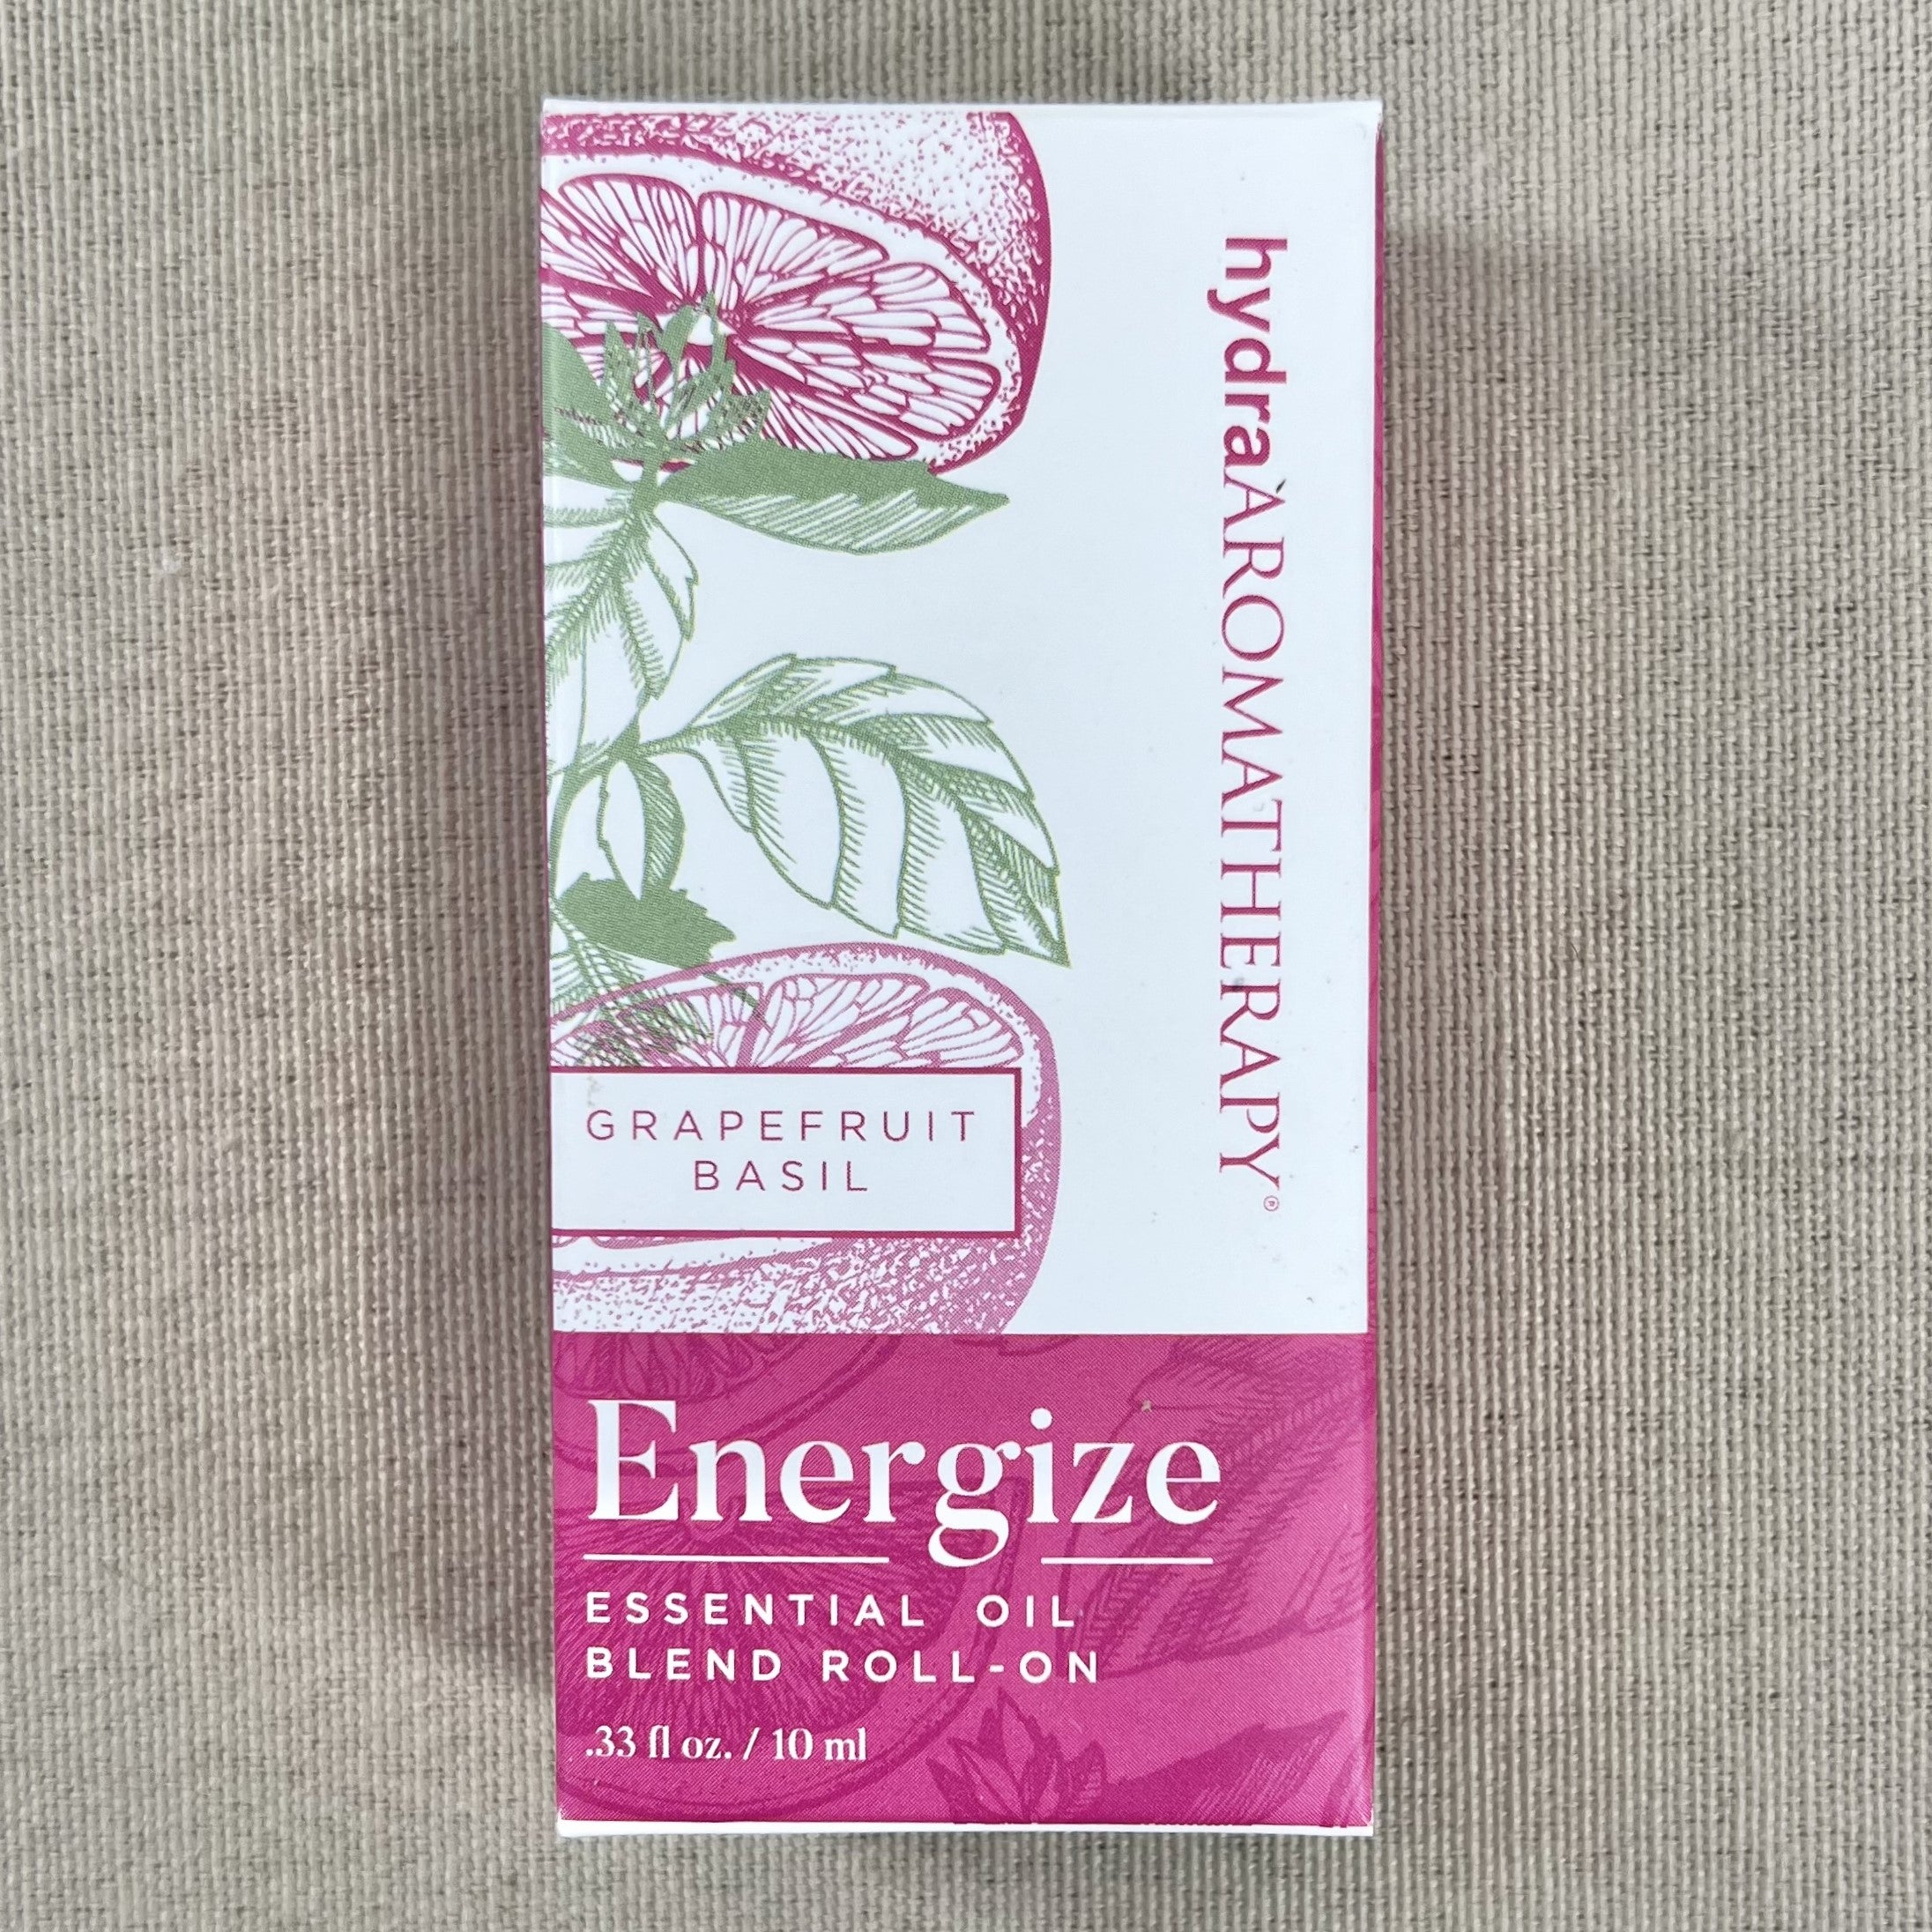 hydraAROMATHERAPY®
GRAPEFRUIT
BASIL
Energize
ESSENTIAL OIL
BLEND ROLL-ON
.33 fl oz. / 10 ml